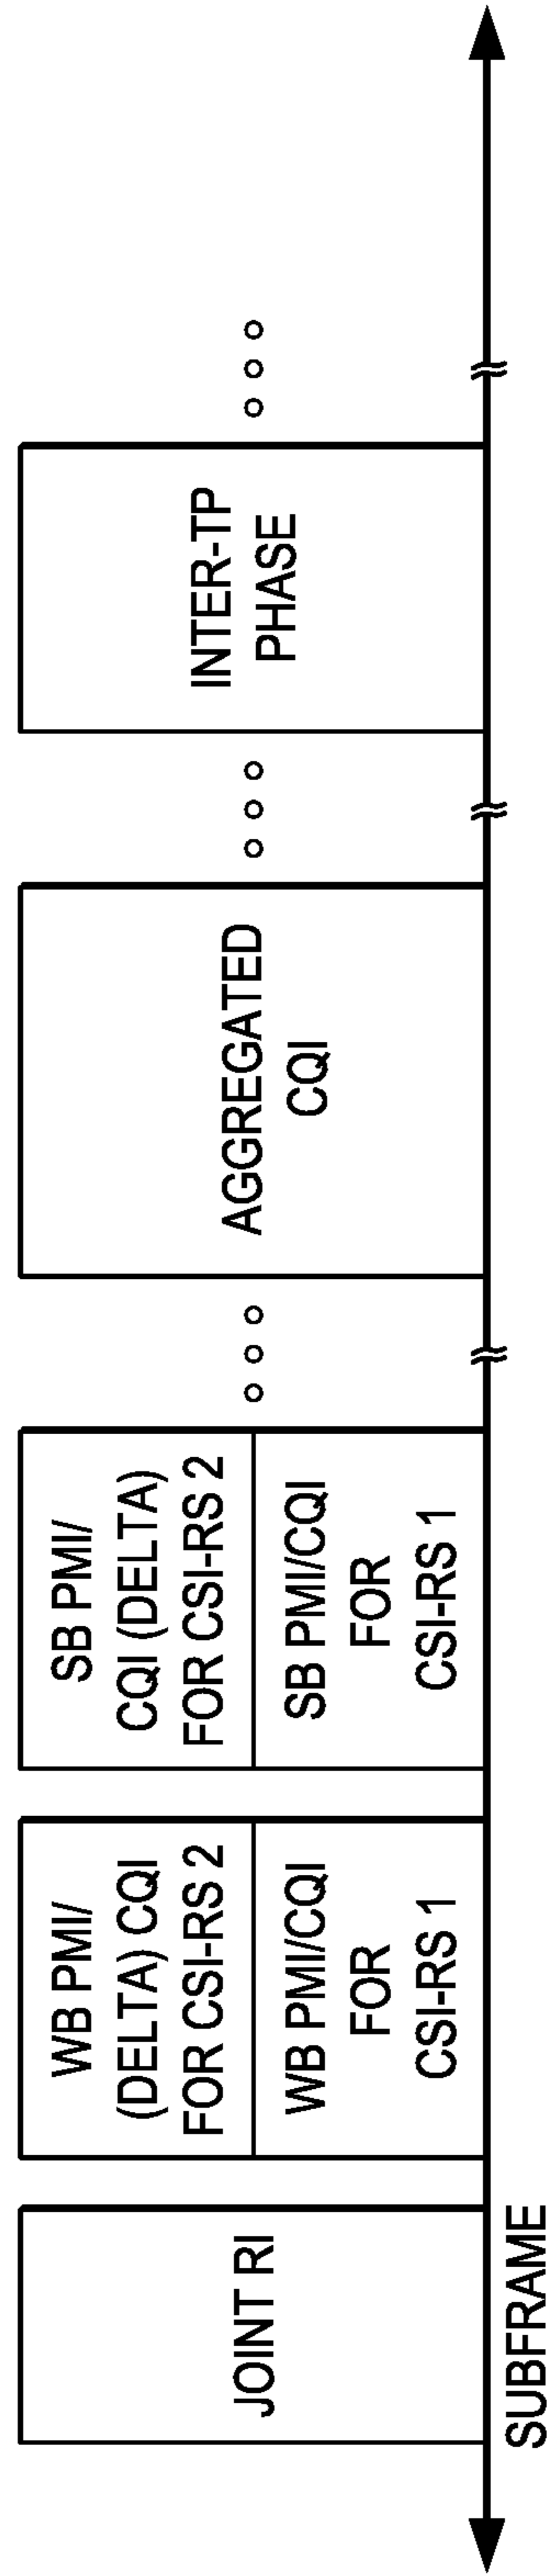 JOINT RI
WB PMI/
(DELTA) CQI
FOR CSI-RS 2
WB PMI/CQI
FOR
CSI-RS 1
SB PMI/
CQI (DELTA)
FOR CSI-RS 2
SB PMI/CQI
FOR
CSI-RS 1
AGGREGATED
CQI
INTER-TP
PHASE
SUBFRAME